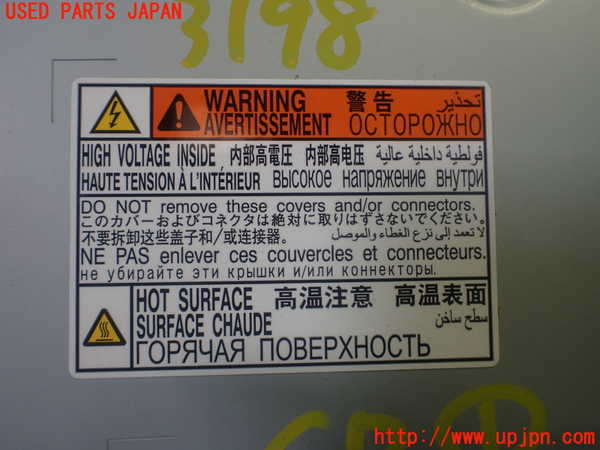 USED PARTS JAPAN
3198
WARNING 警告 تحذير
AVERTISSEMENT ОСТОРОЖНО
HIGH VOLTAGE INSIDE 内部高電圧 内部高电压 فولطية داخلية عالية
HAUTE TENSION À L'INTÉRIEUR высокое напряжение внутри
DO NOT remove these covers and/or connectors.
このカバーおよびコネクタは絶対に取りはずさないでください。
不要拆卸这些盖子和/或连接器。 لا تعمد إلى نزع الغطاء والموصل
NE PAS enlever ces couvercles et connecteurs.
не убирайте эти крышки и/или коннекторы.
HOT SURFACE 高温注意 高温表面
SURFACE CHAUDE سطح ساخن
ГОРЯЧАЯ ПОВЕРХНОСТЬ
http://www.upjpn.com/